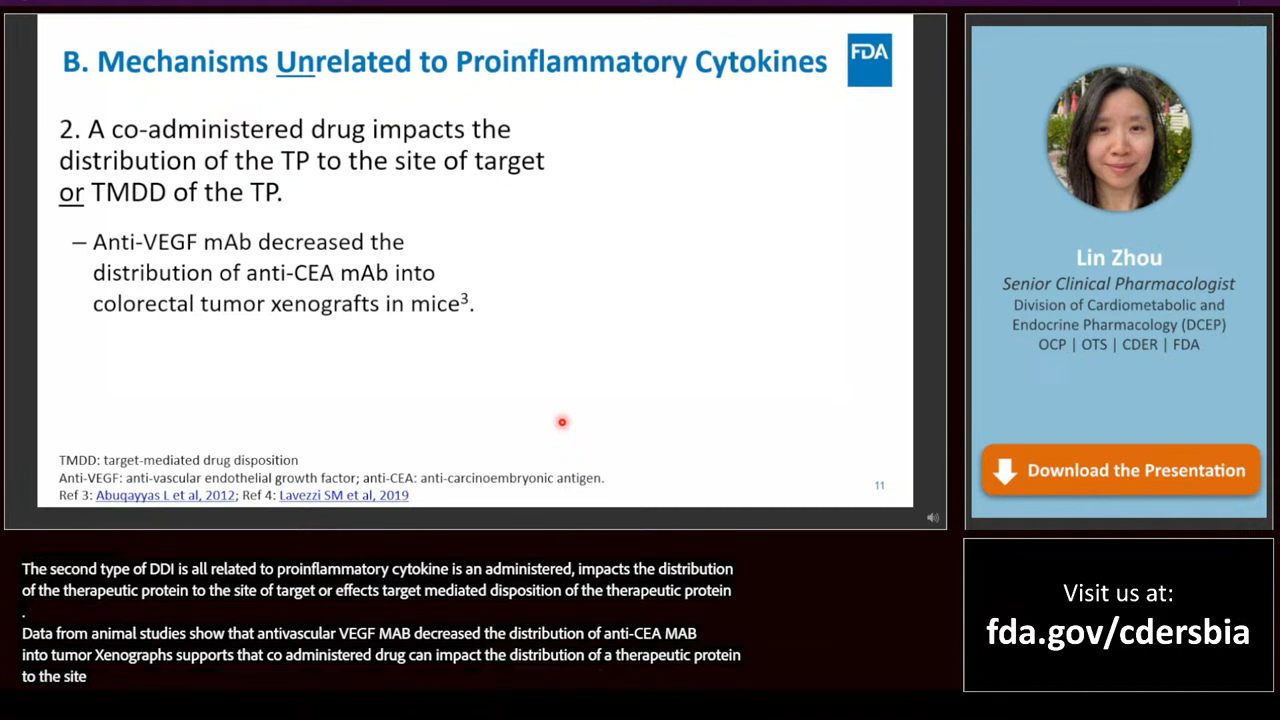 B. Mechanisms Unrelated to Proinflammatory Cytokines
FDA
2. A co-administered drug impacts the
distribution of the TP to the site of target
or TMDD of the TP.
– Anti-VEGF mAb decreased the
distribution of anti-CEA mAb into
colorectal tumor xenografts in mice³.
TMDD: target-mediated drug disposition
Anti-VEGF: anti-vascular endothelial growth factor; anti-CEA: anti-carcinoembryonic antigen.
Ref 3: Abuqayyas L et al, 2012; Ref 4: Lavezzi SM et al, 2019
11
Lin Zhou
Senior Clinical Pharmacologist
Division of Cardiometabolic and
Endocrine Pharmacology (DCEP)
OCP | OTS | CDER | FDA
Download the Presentation
The second type of DDI is all related to proinflammatory cytokine is an administered, impacts the distribution
of the therapeutic protein to the site of target or effects target mediated disposition of the therapeutic protein
.
Data from animal studies show that antivascular VEGF MAB decreased the distribution of anti-CEA MAB
into tumor Xenographs supports that co administered drug can impact the distribution of a therapeutic protein
to the site
Visit us at:
fda.gov/cdersbia